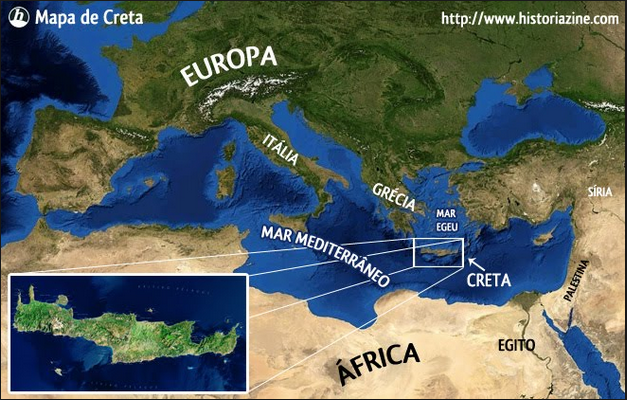 h Mapa de Creta
http://www.historiazine.com
EUROPA
ITÁLIA
GRÉCIA
MAR
EGEU
SÍRIA
MAR MEDITERRÂNEO
CRETA
PALESTINA
EGITO
ÁFRICA